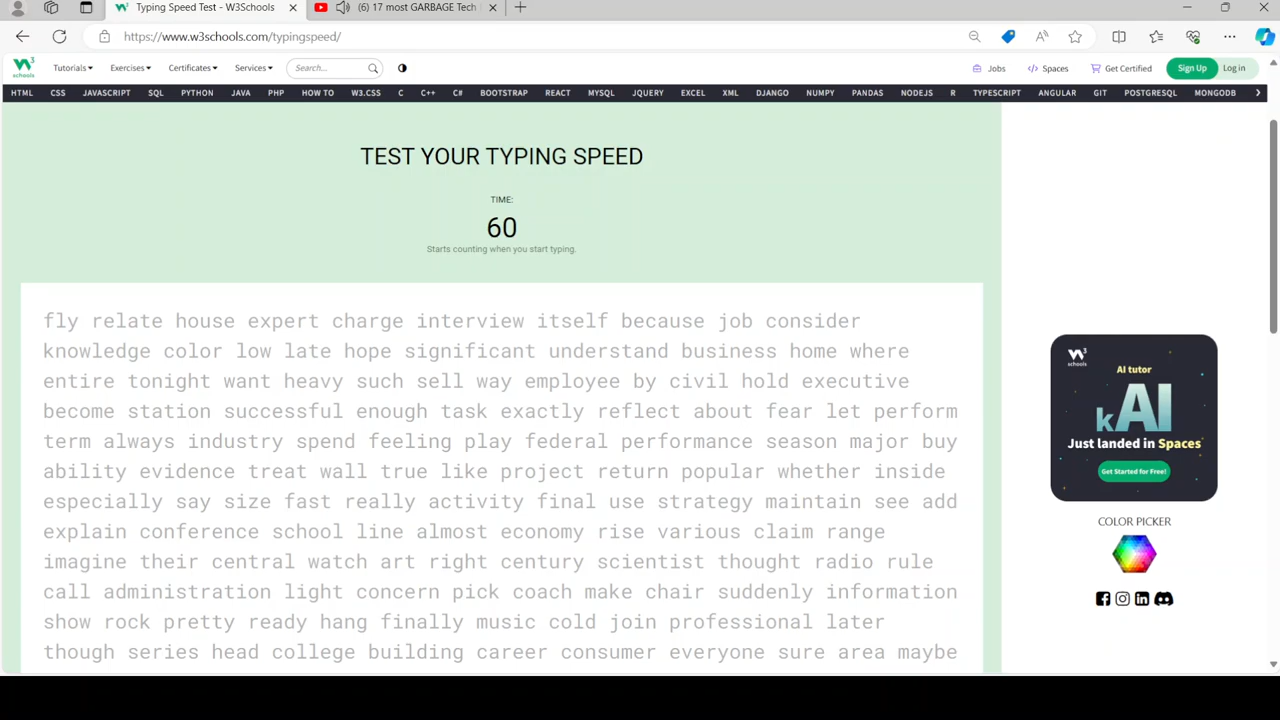 Typing Speed Test - W3Schools
(6) 17 most GARBAGE Tech
https://www.w3schools.com/typingspeed/
W3 schools
Tutorials Exercises Certificates Services Search... Jobs Spaces Get Certified Sign Up Log in
HTML CSS JAVASCRIPT SQL PYTHON JAVA PHP HOW TO W3.CSS C C++ C# BOOTSTRAP REACT MYSQL JQUERY EXCEL XML DJANGO NUMPY PANDAS NODEJS R TYPESCRIPT ANGULAR GIT POSTGRESQL MONGODB
TEST YOUR TYPING SPEED
TIME:
60
Starts counting when you start typing.
fly relate house expert charge interview itself because job consider
knowledge color low late hope significant understand business home where
entire tonight want heavy such sell way employee by civil hold executive
become station successful enough task exactly reflect about fear let perform
term always industry spend feeling play federal performance season major buy
ability evidence treat wall true like project return popular whether inside
especially say size fast really activity final use strategy maintain see add
explain conference school line almost economy rise various claim range
imagine their central watch art right century scientist thought radio rule
call administration light concern pick coach make chair suddenly information
show rock pretty ready hang finally music cold join professional later
though series head college building career consumer everyone sure area maybe
W3 schools
AI tutor
kAI
Just landed in Spaces
Get Started for Free!
COLOR PICKER